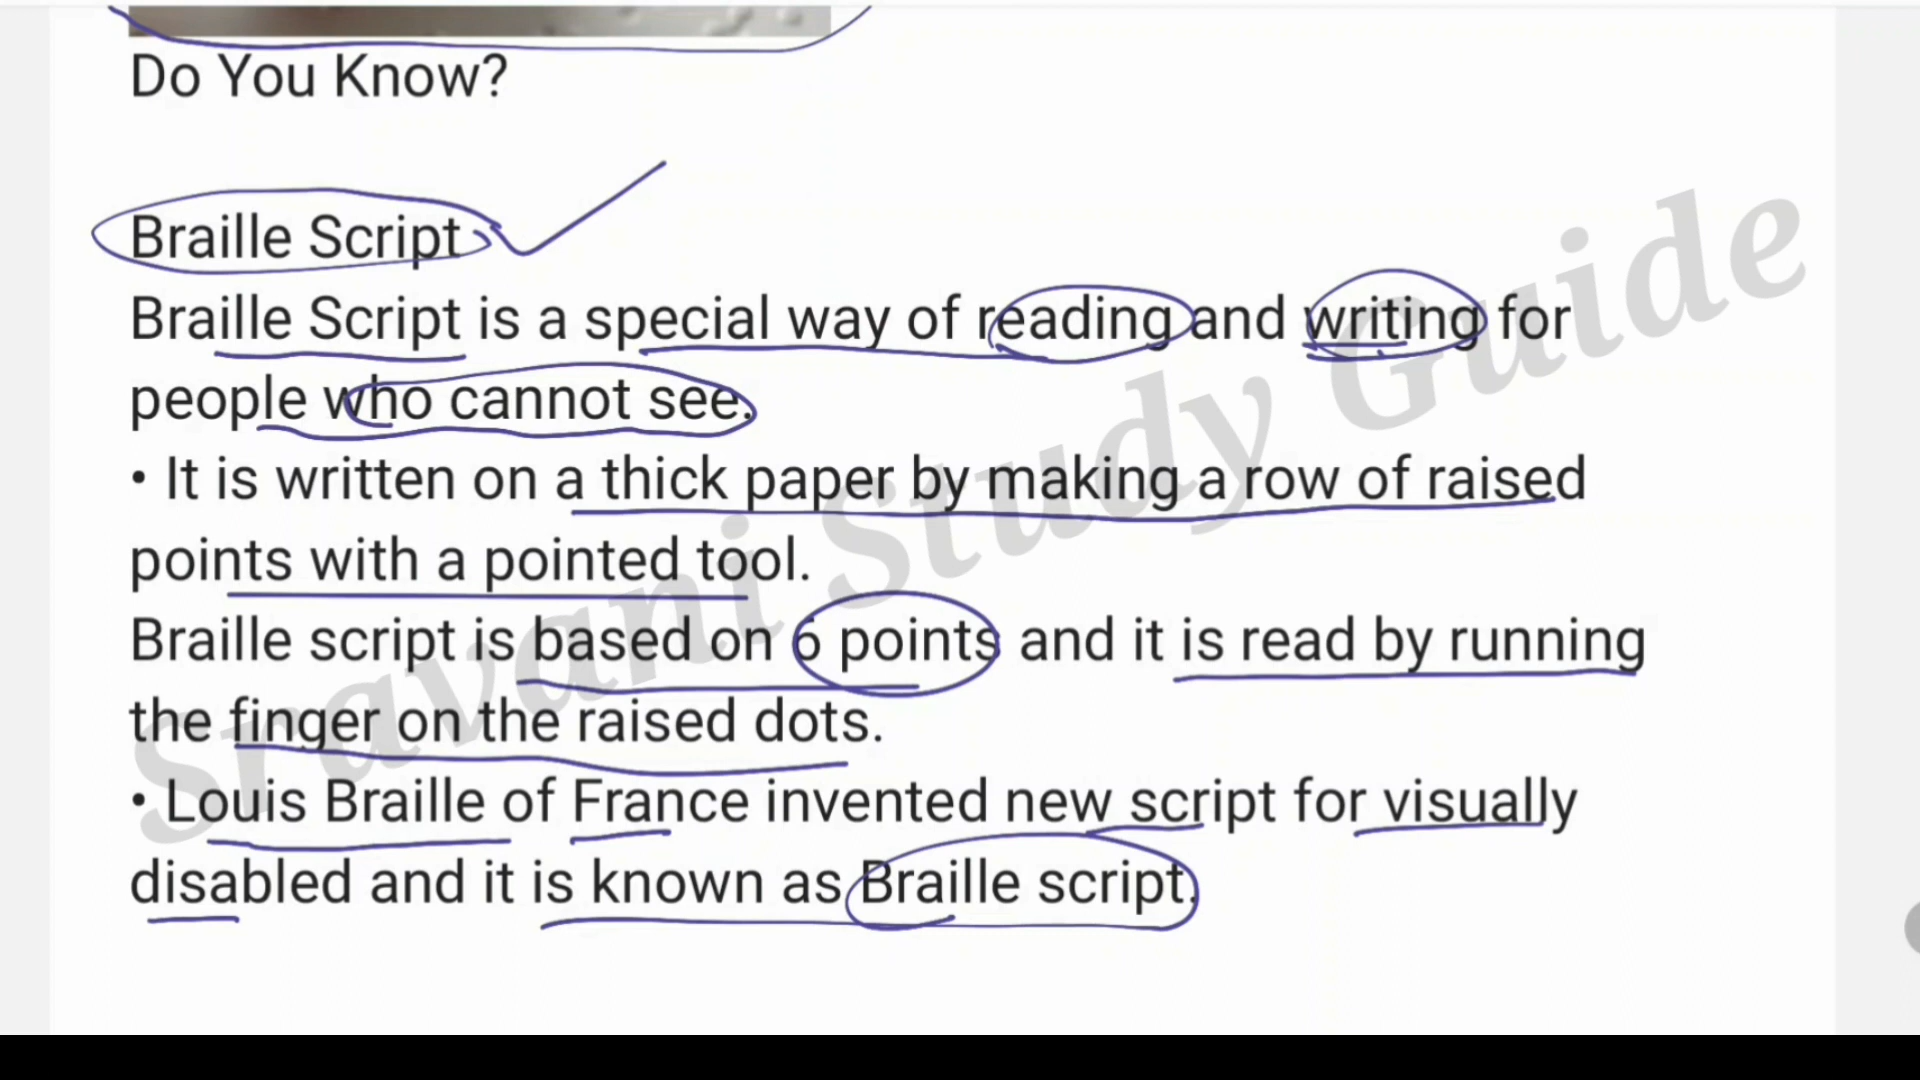 Do You Know?
Braille Script
Braille Script is a special way of reading and writing for
people who cannot see.
• It is written on a thick paper by making a row of raised
points with a pointed tool.
Braille script is based on 6 points and it is read by running
the finger on the raised dots.
• Louis Braille of France invented new script for visually
disabled and it is known as Braille script.
Sravani Study Guide